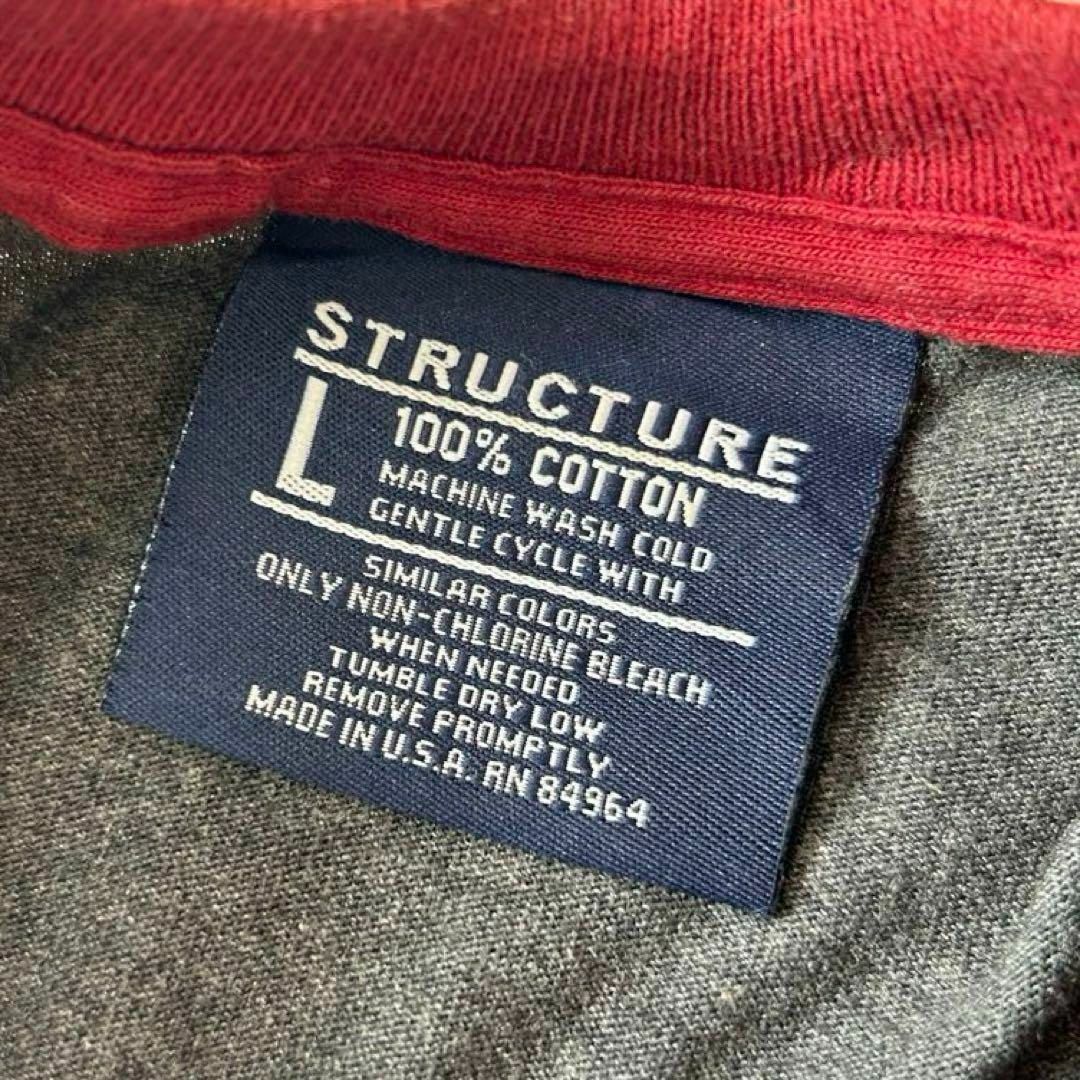 STRUCTURE
L
100% COTTON
MACHINE WASH COLD
GENTLE CYCLE WITH
SIMILAR COLORS
ONLY NON-CHLORINE BLEACH
WHEN NEEDED
TUMBLE DRY LOW
REMOVE PROMPTLY
MADE IN U.S.A. RN 84964